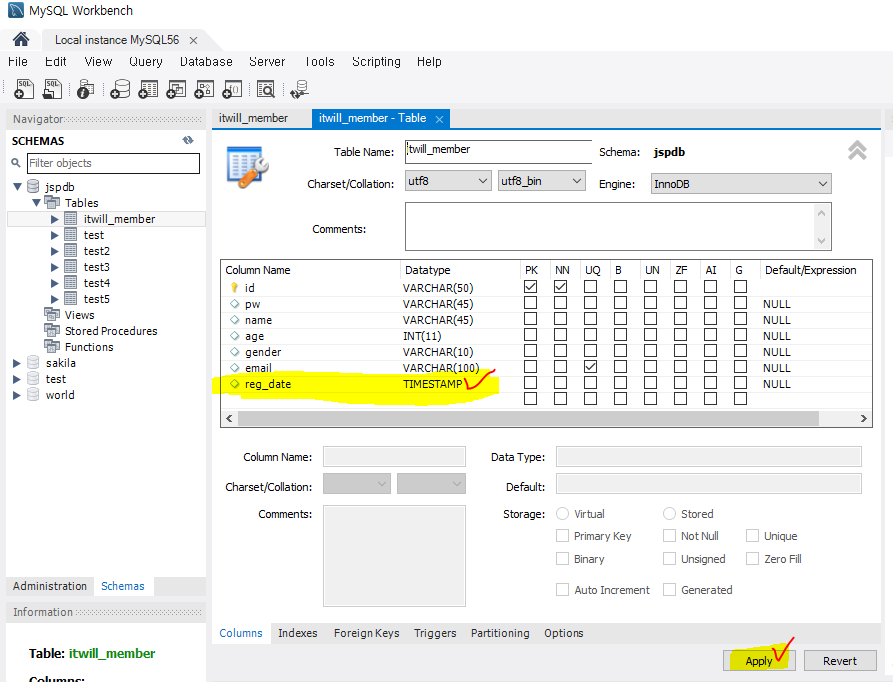 MySQL Workbench
Local instance MySQL56 ×
File Edit View Query Database Server Tools Scripting Help
Navigator
SCHEMAS
Filter objects
jspdb
Tables
itwill_member
test
test2
test3
test4
test5
Views
Stored Procedures
Functions
sakila
test
world
Administration Schemas
Information
Table: itwill_member
Columns:
itwill_member itwill_member - Table ×
Table Name: itwill_member Schema: jspdb
Charset/Collation: utf8 utf8_bin Engine: InnoDB
Comments:
Column Name Datatype PK NN UQ B UN ZF AI G Default/Expression
id VARCHAR(50)
pw VARCHAR(45) NULL
name VARCHAR(45) NULL
age INT(11) NULL
gender VARCHAR(10) NULL
email VARCHAR(100) NULL
reg_date TIMESTAMP NULL
Column Name: Data Type:
Charset/Collation: Default:
Comments: Storage: Virtual Stored
Primary Key Not Null Unique
Binary Unsigned Zero Fill
Auto Increment Generated
Columns Indexes Foreign Keys Triggers Partitioning Options
Apply Revert